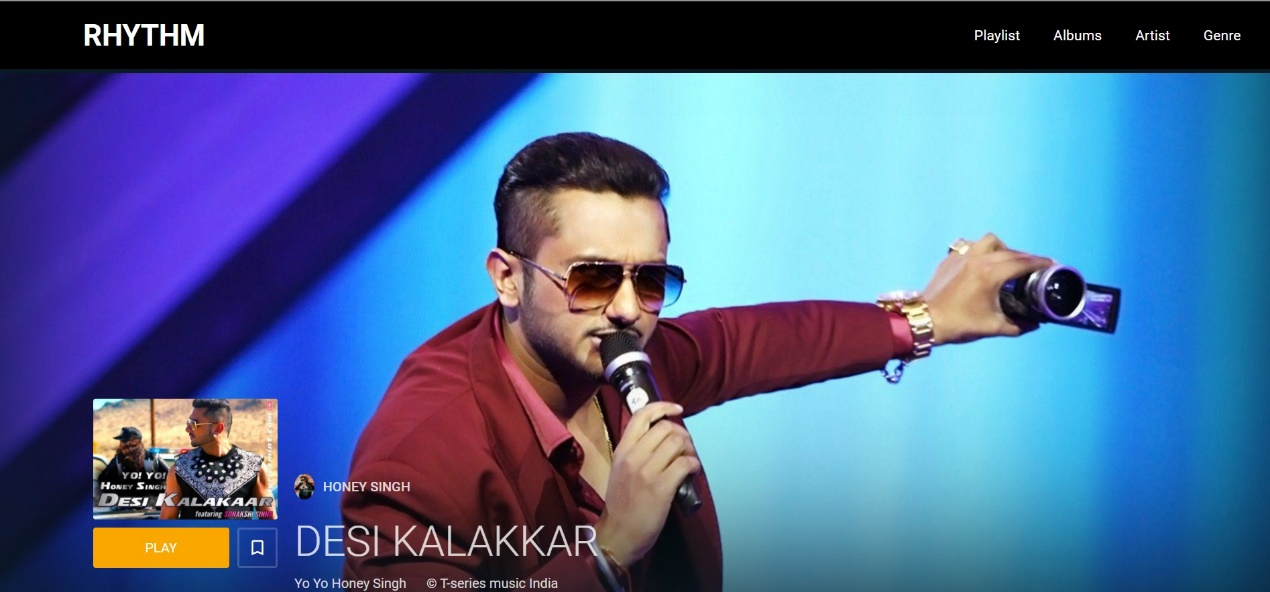 RHYTHM
Playlist Albums Artist Genre
YO! YO!
HONEY SINGH
DESI KALAKAAR
featuring SONAKSHI SINHA
HONEY SINGH
DESI KALAKKAR
PLAY
Yo Yo Honey Singh © T-series music India